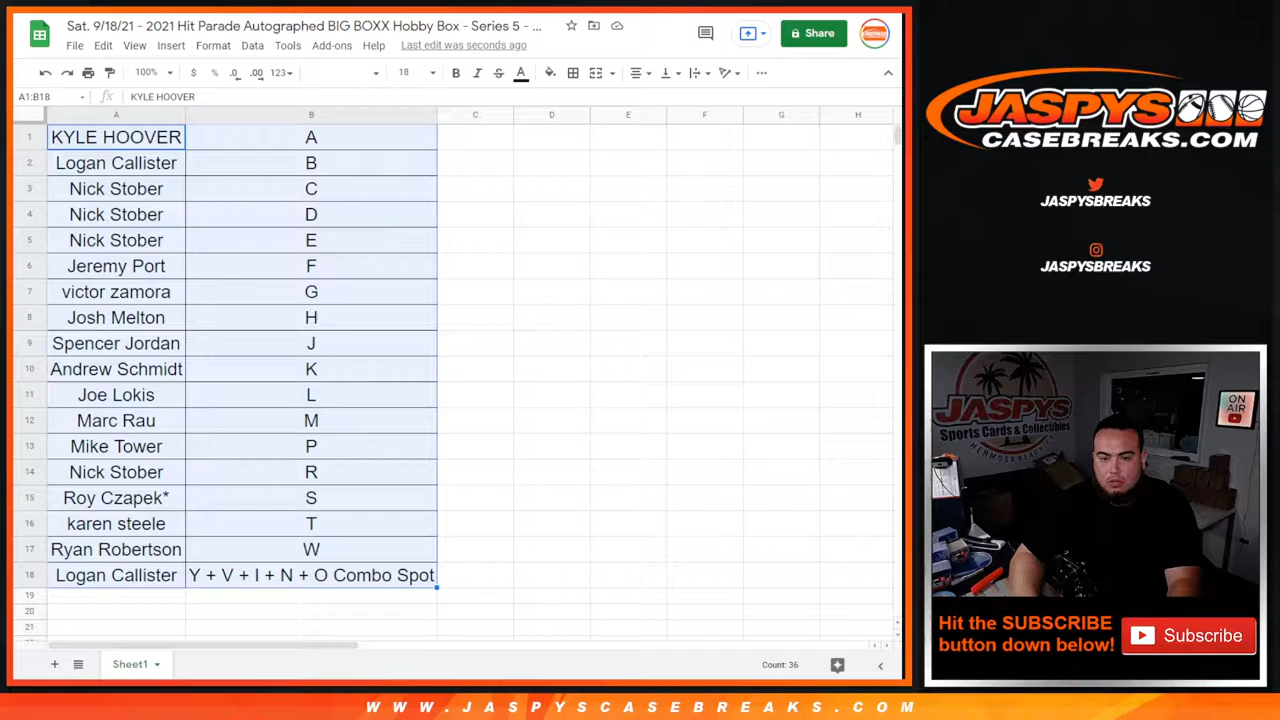 Sat. 9/18/21 - 2021 Hit Parade Autographed BIG BOXX Hobby Box - Series 5 - ...
File Edit View Insert Format Data Tools Add-ons Help Last edit was seconds ago
Share
100% $ % .0 .00 123 18 B I S A
A1:B18 fx KYLE HOOVER
A B C D E F G H
1 KYLE HOOVER A
2 Logan Callister B
3 Nick Stober C
4 Nick Stober D
5 Nick Stober E
6 Jeremy Port F
7 victor zamora G
8 Josh Melton H
9 Spencer Jordan J
10 Andrew Schmidt K
11 Joe Lokis L
12 Marc Rau M
13 Mike Tower P
14 Nick Stober R
15 Roy Czapek* S
16 karen steele T
17 Ryan Robertson W
18 Logan Callister Y + V + I + N + O Combo Spot
19
20
21
Sheet1
Count: 36
JASPYS
CASEBREAKS.COM
JASPYSBREAKS
JASPYSBREAKS
JASPYS
Sports Cards & Collectibles
HERMOSA BEACH
ON
AIR
Hit the SUBSCRIBE
button down below!
Subscribe
WWW.JASPYSCASEBREAKS.COM